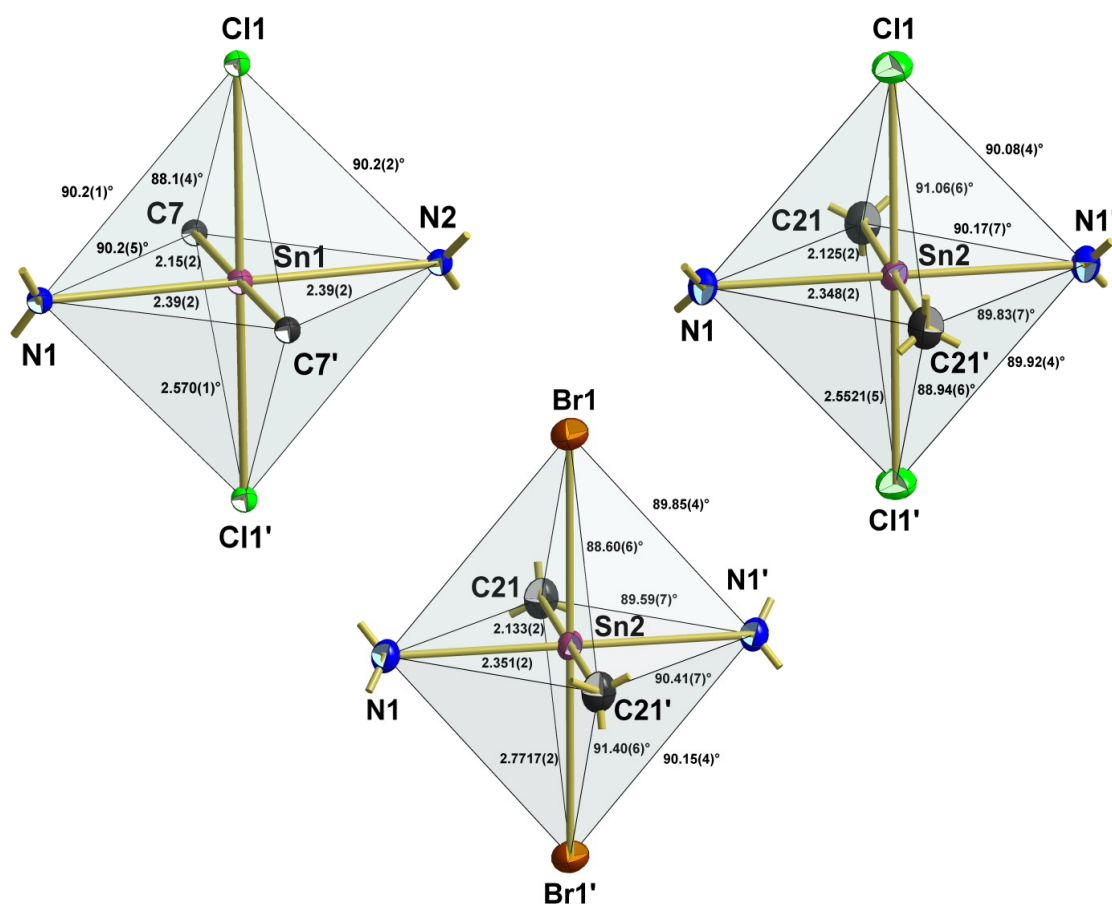 Cl1
90.2(1)°
88.1(4)°
90.2(2)°
C7
N2
90.2(5)°
2.15(2)
Sn1
2.39(2)
2.39(2)
N1
C7'
2.570(1)°
Cl1'
Cl1
90.08(4)°
91.06(6)°
C21
90.17(7)°
N1'
2.125(2)
Sn2
2.348(2)
N1
89.83(7)°
C21'
89.92(4)°
2.5521(5)
88.94(6)°
Cl1'
Br1
89.85(4)°
88.60(6)°
C21
89.59(7)°
N1'
2.133(2)
Sn2
2.351(2)
90.41(7)°
N1
C21'
2.7717(2)
91.40(6)°
90.15(4)°
Br1'